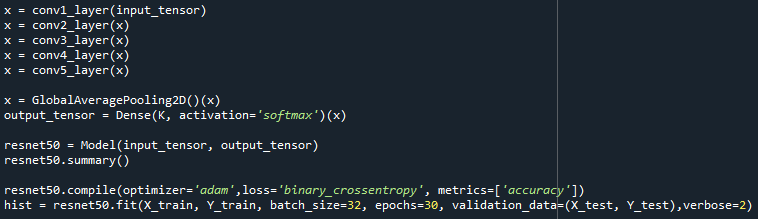 x = conv1_layer(input_tensor)
x = conv2_layer(x)
x = conv3_layer(x)
x = conv4_layer(x)
x = conv5_layer(x)
x = GlobalAveragePooling2D()(x)
output_tensor = Dense(K, activation='softmax')(x)
resnet50 = Model(input_tensor, output_tensor)
resnet50.summary()
resnet50.compile(optimizer='adam',loss='binary_crossentropy', metrics=['accuracy'])
hist = resnet50.fit(X_train, Y_train, batch_size=32, epochs=30, validation_data=(X_test, Y_test),verbose=2)